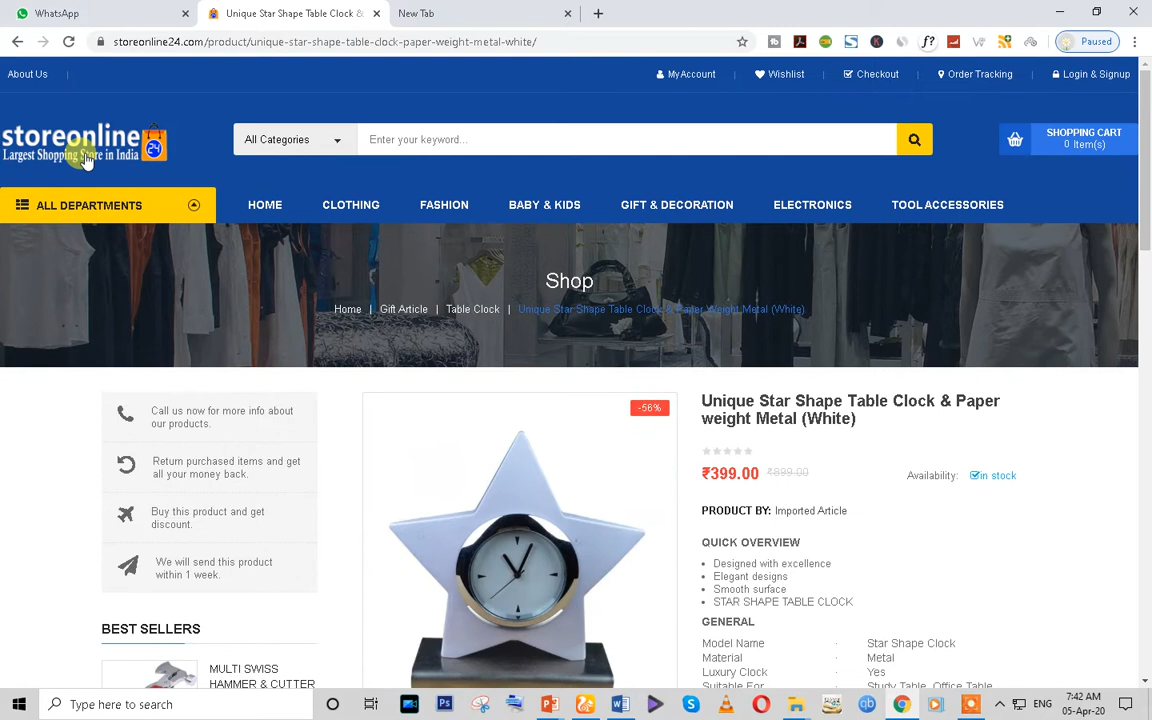 WhatsApp
Unique Star Shape Table Clock &
New Tab
storeonline24.com/product/unique-star-shape-table-clock-paper-weight-metal-white/
Paused
About Us
MyAccount
Wishlist
Checkout
Order Tracking
Login & Signup
storeonline
24
Largest Shopping Store in India
All Categories
Enter your keyword...
SHOPPING CART
0 Item(s)
ALL DEPARTMENTS
HOME
CLOTHING
FASHION
BABY & KIDS
GIFT & DECORATION
ELECTRONICS
TOOL ACCESSORIES
Shop
Home | Gift Article | Table Clock | Unique Star Shape Table Clock & Paper Weight Metal (White)
Call us now for more info about
our products.
Return purchased items and get
all your money back.
Buy this product and get
discount.
We will send this product
within 1 week.
BEST SELLERS
MULTI SWISS
HAMMER & CUTTER
-56%
Unique Star Shape Table Clock & Paper
weight Metal (White)
₹399.00 ₹899.00
Availability: in stock
PRODUCT BY: Imported Article
QUICK OVERVIEW
Designed with excellence
Elegant designs
Smooth surface
STAR SHAPE TABLE CLOCK
GENERAL
Model Name : Star Shape Clock
Material : Metal
Luxury Clock : Yes
Suitable For : Study Table, Office Table
Type here to search
ENG
7:42 AM
05-Apr-20